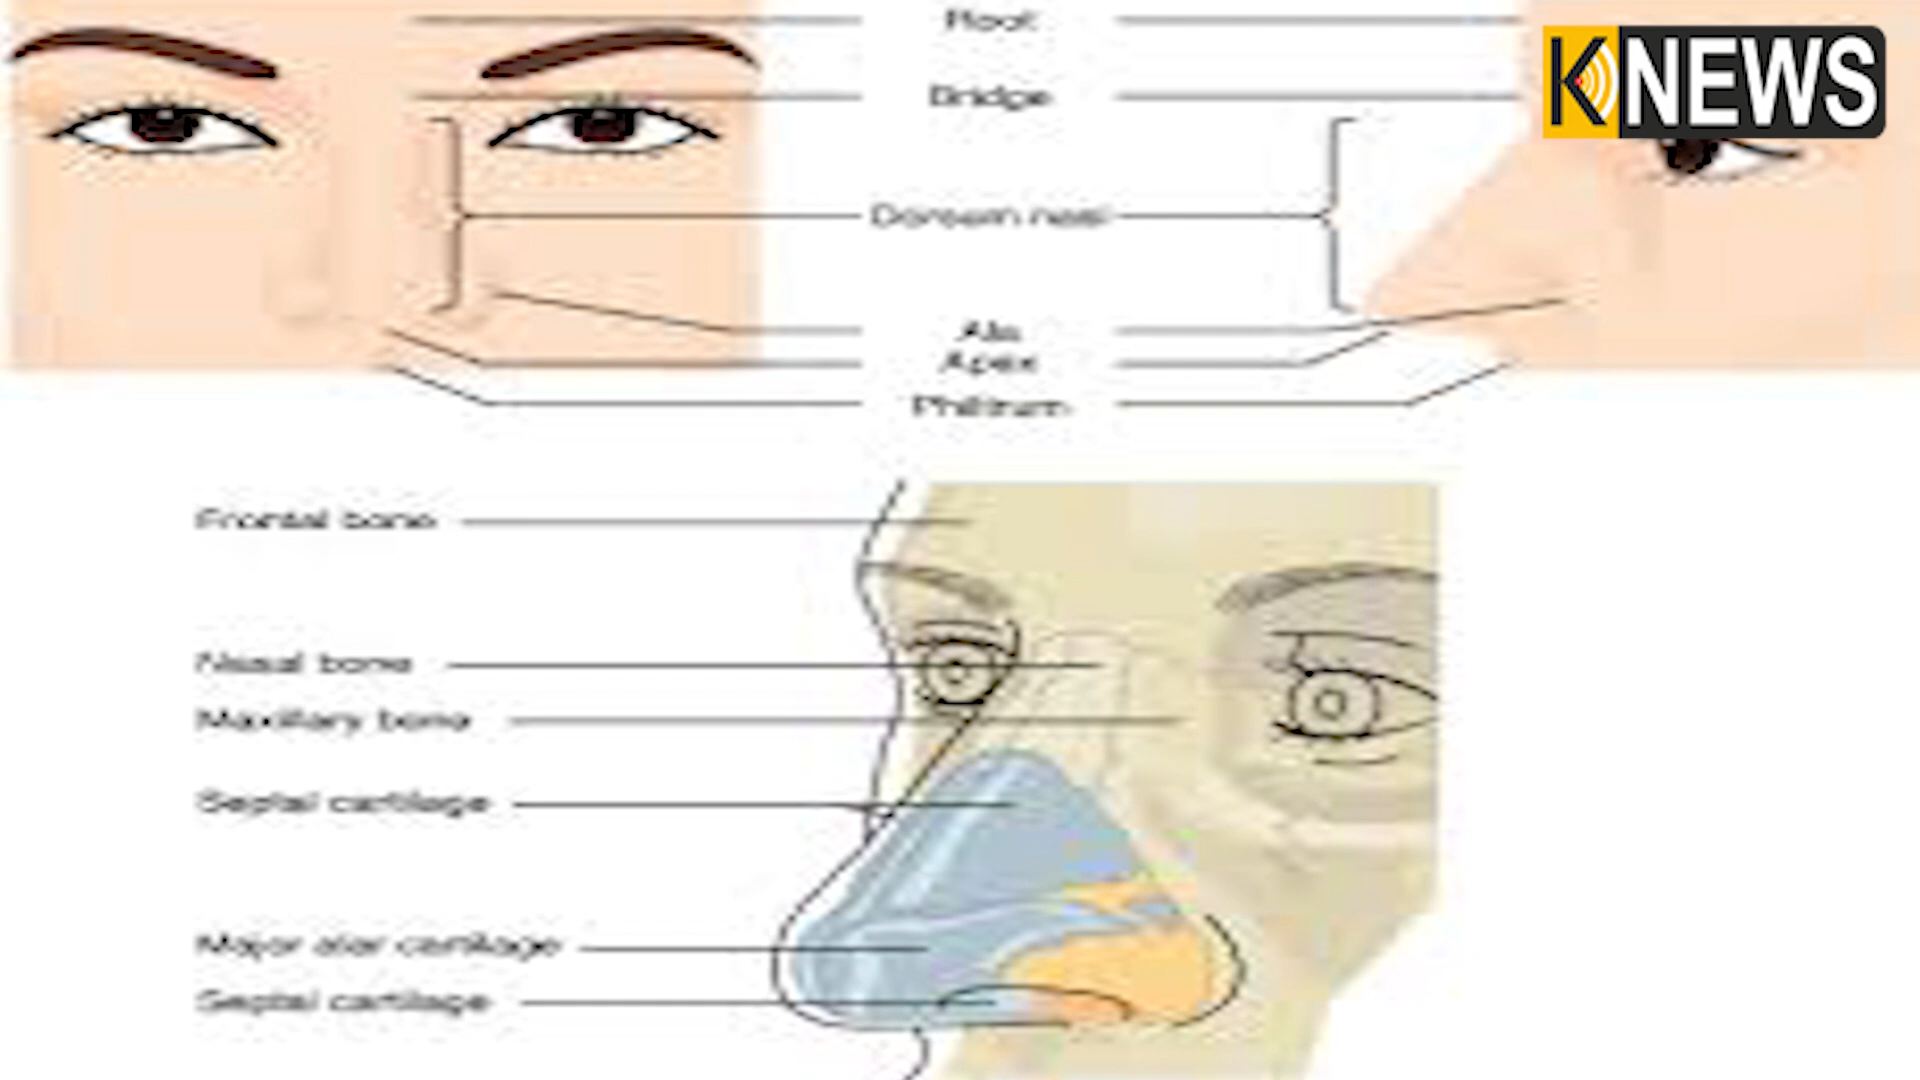 Root
KNEWS
Bridge
Dorsum nasi
Ala
Apex
Philtrum
Frontal bone
Nasal bone
Maxillary bone
Septal cartilage
Major alar cartilage
Septal cartilage